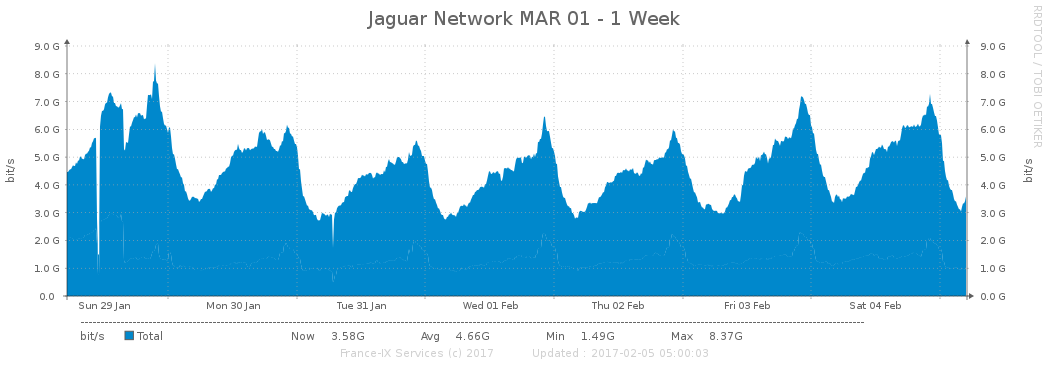 Jaguar Network MAR 01 - 1 Week
RRDTOOL / TOBI OETIKER
9.0 G 9.0 G
8.0 G 8.0 G
7.0 G 7.0 G
6.0 G 6.0 G
5.0 G 5.0 G
4.0 G 4.0 G
3.0 G 3.0 G
2.0 G 2.0 G
1.0 G 1.0 G
0.0 0.0 G
bit/s bit/s
Sun 29 Jan Mon 30 Jan Tue 31 Jan Wed 01 Feb Thu 02 Feb Fri 03 Feb Sat 04 Feb
bit/s Total Now 3.58G Avg 4.66G Min 1.49G Max 8.37G
France-IX Services (c) 2017 Updated : 2017-02-05 05:00:03